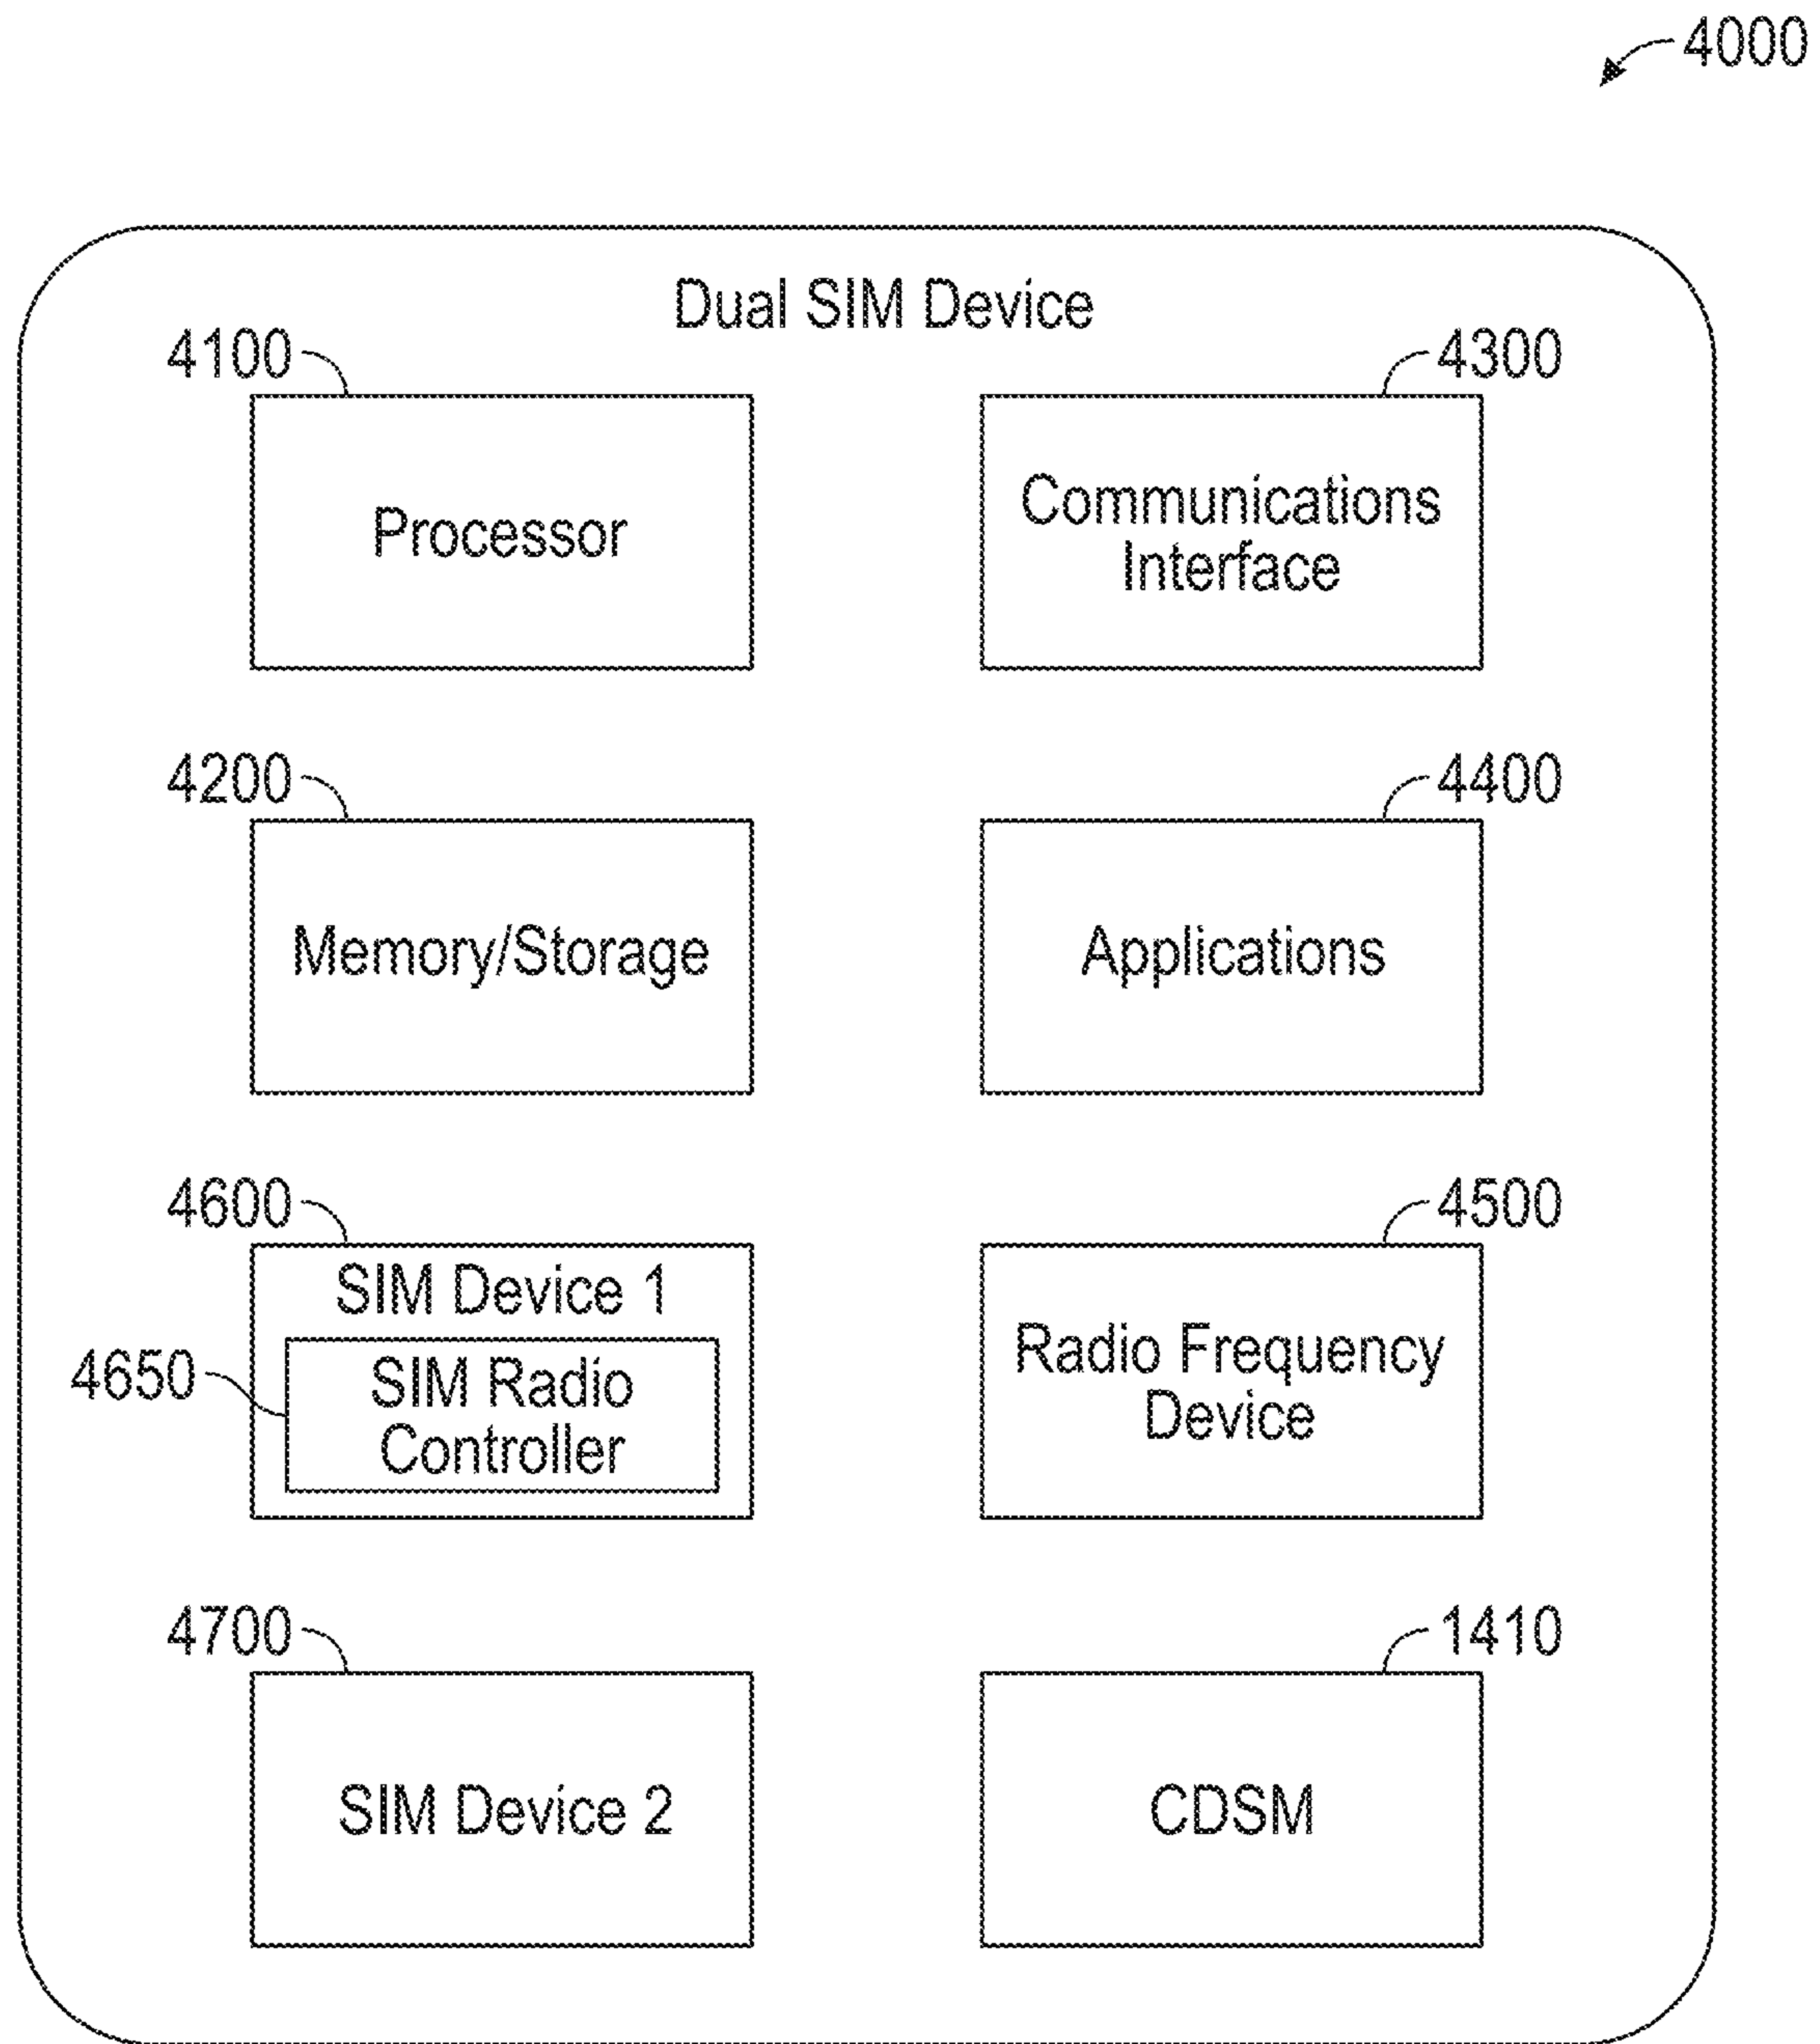 4000
Dual SIM Device
4100
4300
Processor
Communications
Interface
4200
4400
Memory/Storage
Applications
4600
4500
SIM Device 1
4650
SIM Radio
Controller
Radio Frequency
Device
4700
1410
SIM Device 2
CDSM